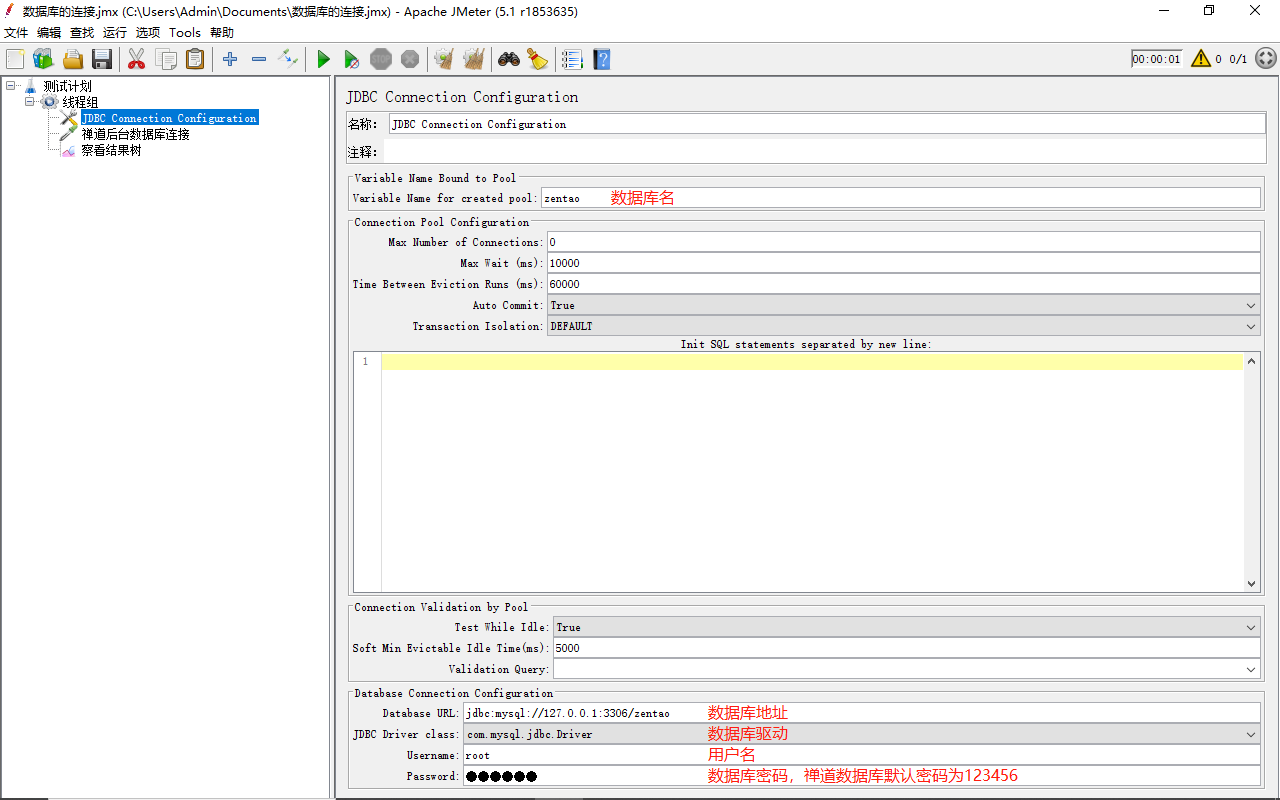 数据库的连接.jmx (C:\Users\Admin\Documents\数据库的连接.jmx) - Apache JMeter (5.1 r1853635)
文件 编辑 查找 运行 选项 Tools 帮助
STOP 00:00:01 0 0/1
测试计划
线程组
JDBC Connection Configuration
禅道后台数据库连接
察看结果树
JDBC Connection Configuration
名称: JDBC Connection Configuration
注释:
Variable Name Bound to Pool
Variable Name for created pool: zentao 数据库名
Connection Pool Configuration
Max Number of Connections: 0
Max Wait (ms): 10000
Time Between Eviction Runs (ms): 60000
Auto Commit: True
Transaction Isolation: DEFAULT
Init SQL statements separated by new line:
1
Connection Validation by Pool
Test While Idle: True
Soft Min Evictable Idle Time(ms): 5000
Validation Query:
Database Connection Configuration
Database URL: jdbc:mysql://127.0.0.1:3306/zentao 数据库地址
JDBC Driver class: com.mysql.jdbc.Driver 数据库驱动
Username: root 用户名
Password: ●●●●●● 数据库密码，禅道数据库默认密码为123456